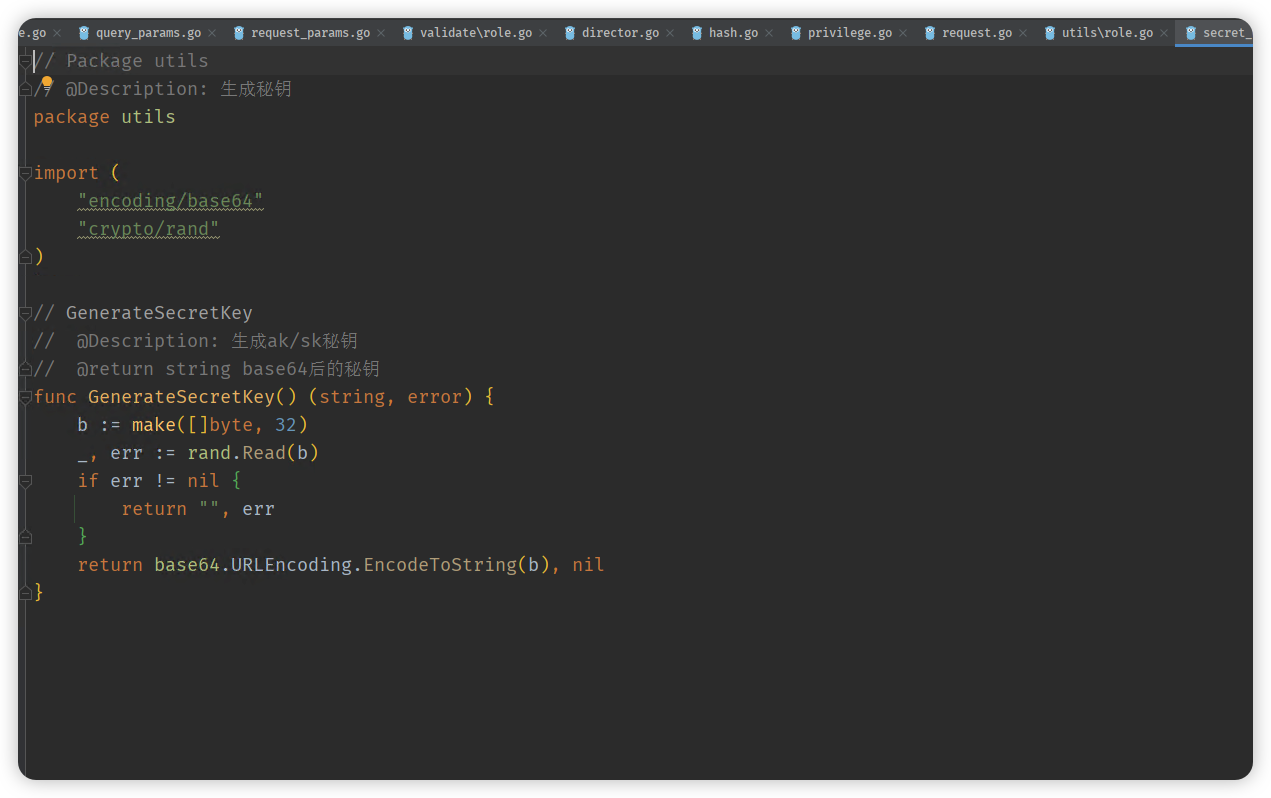 e.go query_params.go request_params.go validate\role.go director.go hash.go privilege.go request.go utils\role.go secret_
// Package utils
// @Description: 生成秘钥
package utils
import (
"encoding/base64"
"crypto/rand"
)
// GenerateSecretKey
//  @Description: 生成ak/sk秘钥
//  @return string base64后的秘钥
func GenerateSecretKey() (string, error) {
b := make([]byte, 32)
_, err := rand.Read(b)
if err != nil {
return "", err
}
return base64.URLEncoding.EncodeToString(b), nil
}